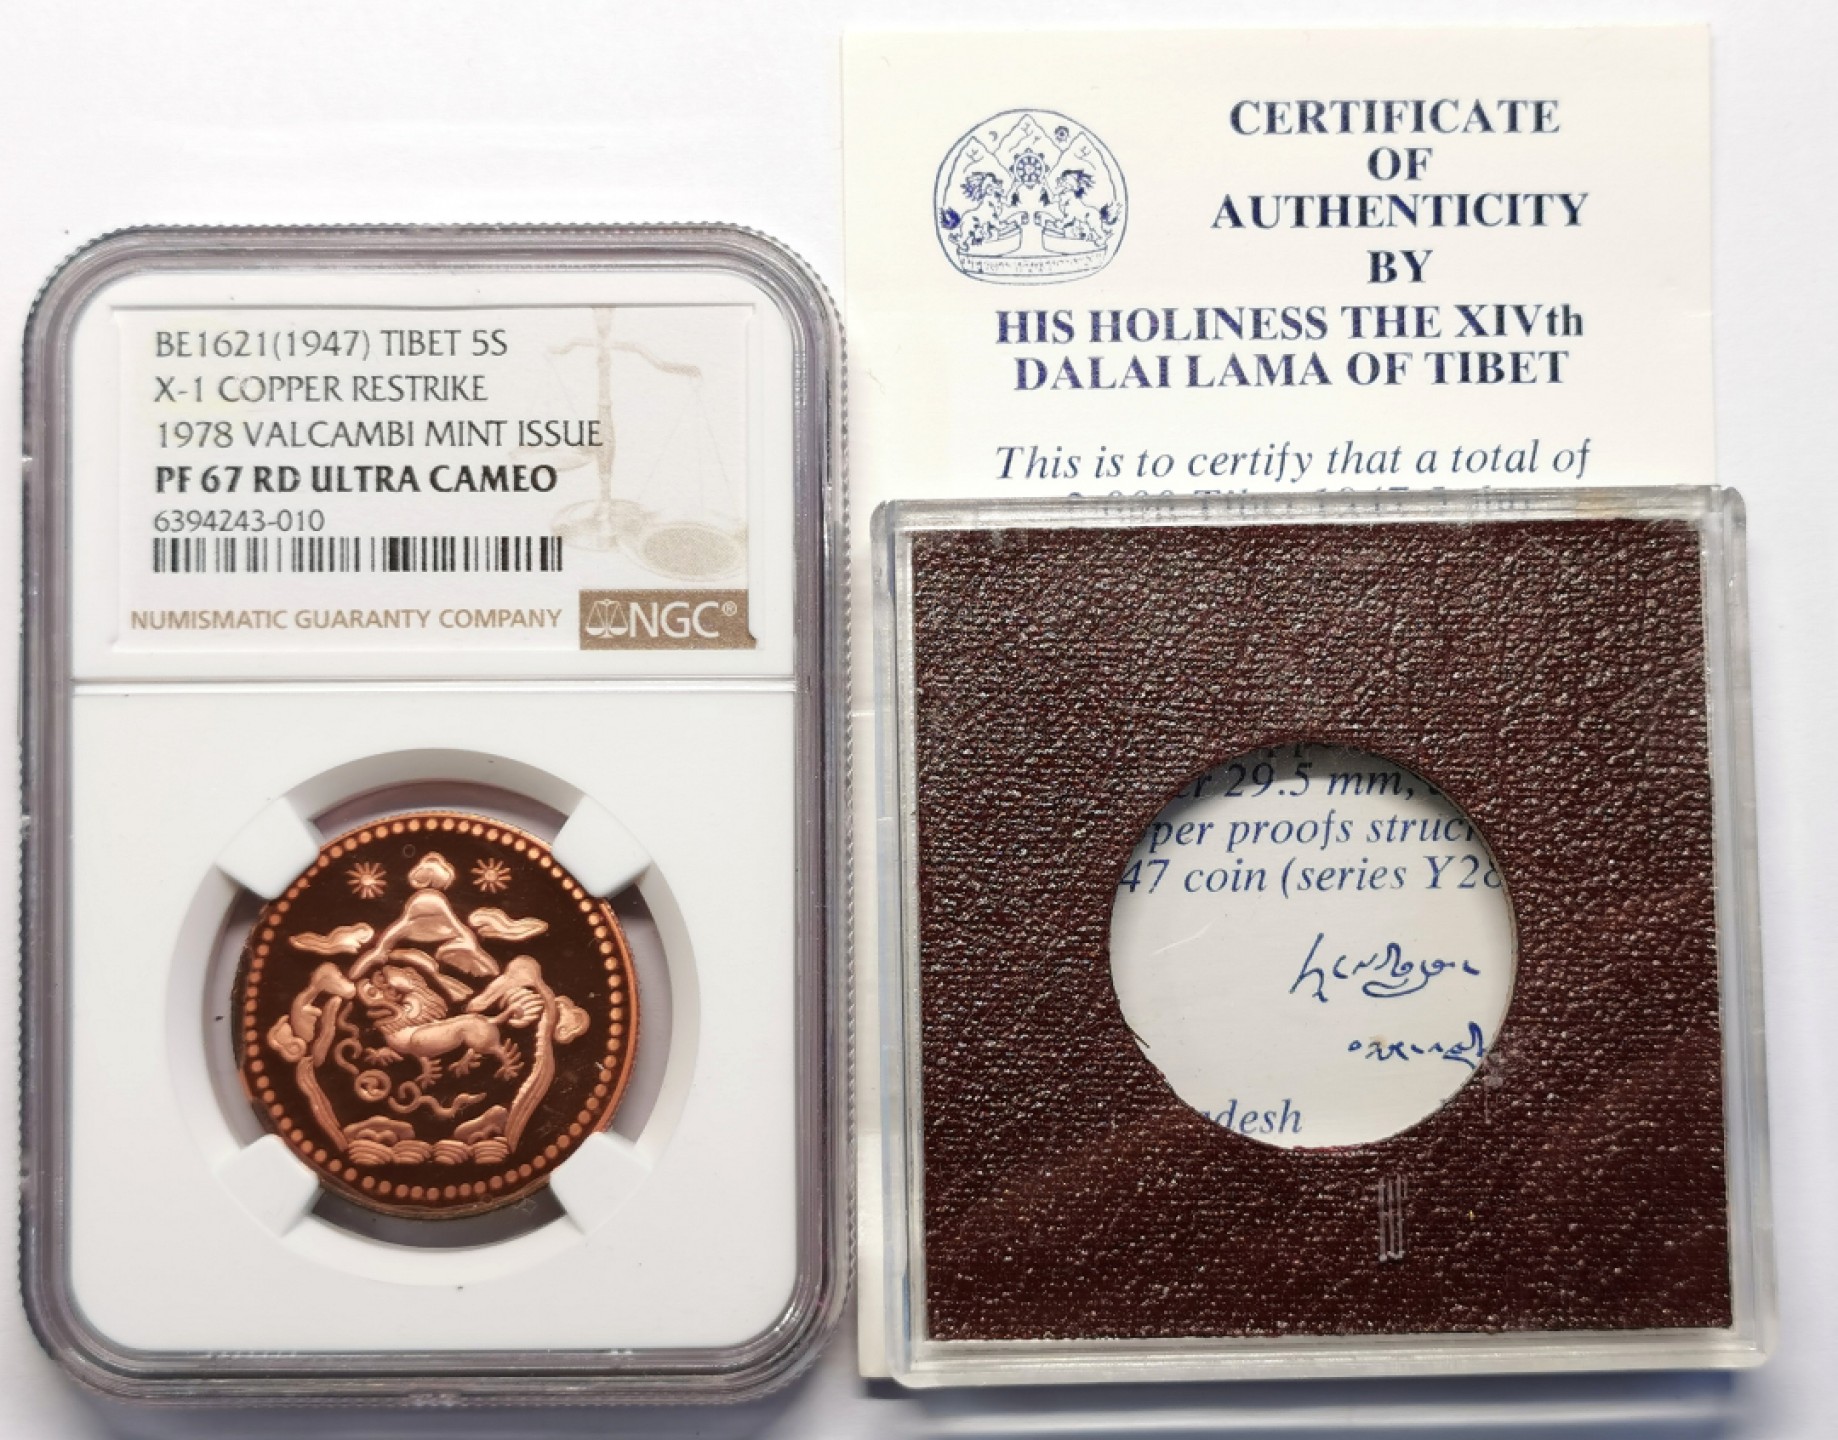 BE1621(1947) TIBET 5S
X-1 COPPER RESTRIKE
1978 VALCAMBI MINT ISSUE
PF 67 RD ULTRA CAMEO
6394243-010
NUMISMATIC GUARANTY COMPANY
NGC®
CERTIFICATE
OF
AUTHENTICITY
BY
HIS HOLINESS THE XIVth
DALAI LAMA OF TIBET
This is to certify that a total of
29.5 mm,
per proofs struc
47 coin (series Y28
adesh